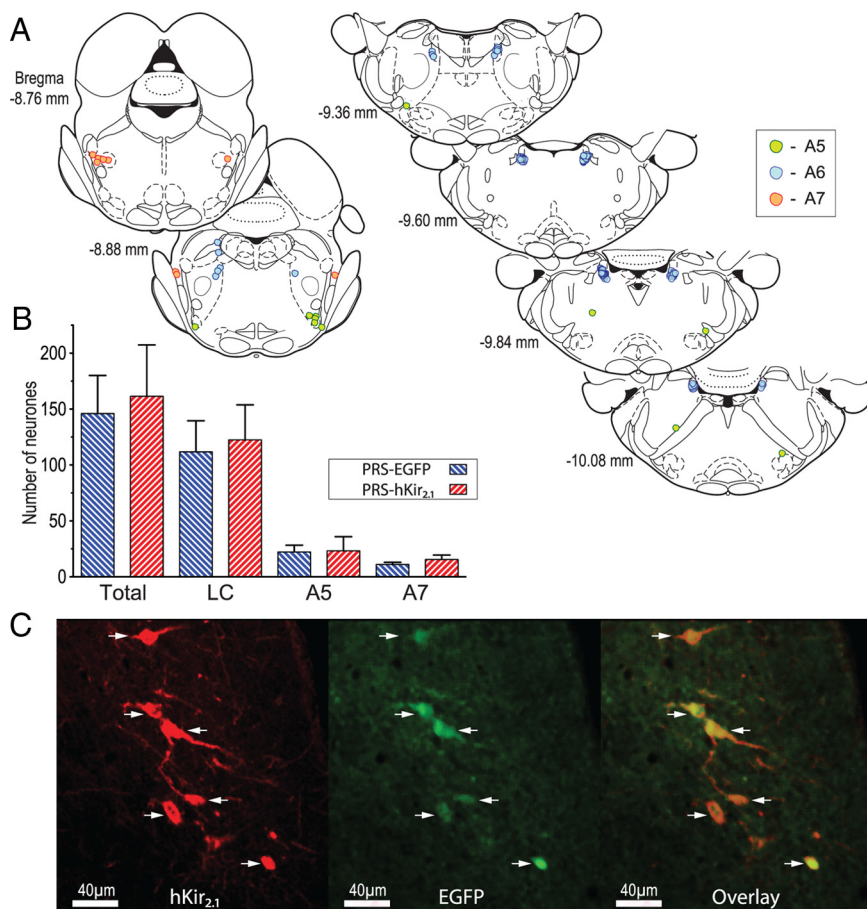 A
Bregma
-8.76 mm
-8.88 mm
-9.36 mm
-9.60 mm
-9.84 mm
-10.08 mm
- A5
- A6
- A7
B
Number of neurones
200
150
100
50
0
PRS-EGFP
PRS-hKir2.1
Total LC A5 A7
C
40µm hKir2.1
40µm EGFP
40µm Overlay